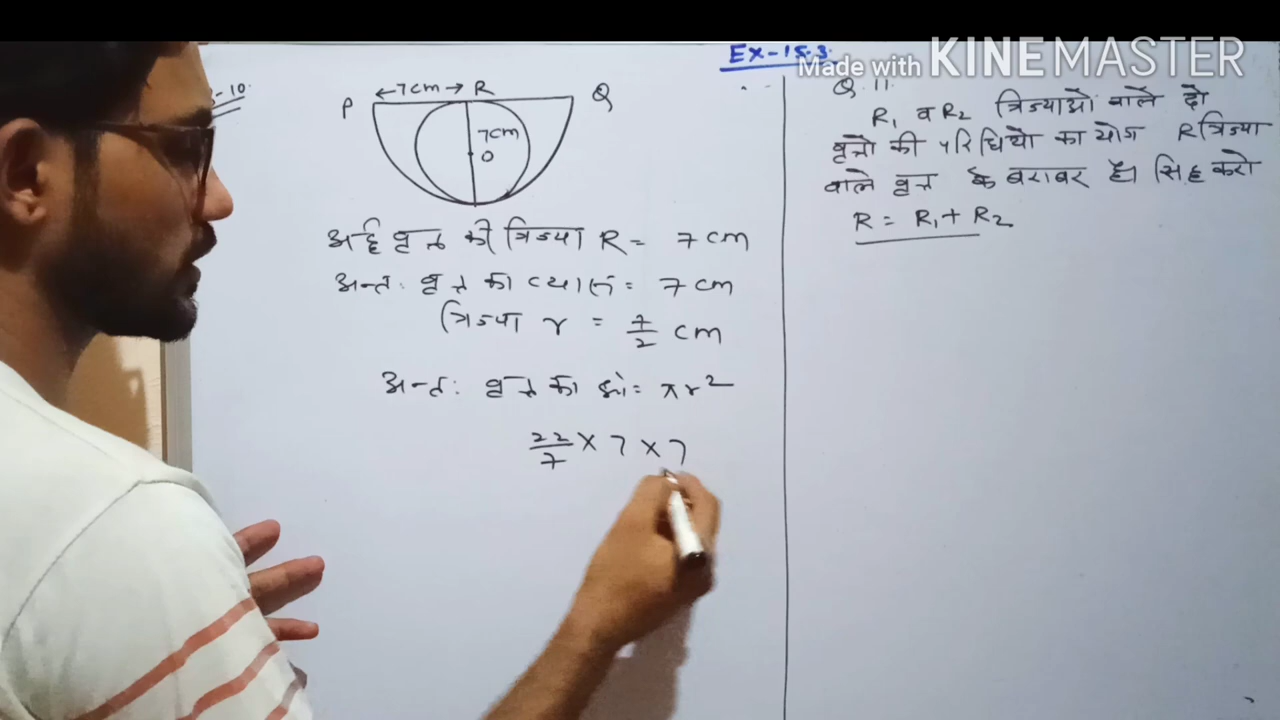 Ex-15.3
Made with KINEMASTER
-10
P
←7cm→ R
Q
7cm
O
अर्द्ध वृत्त की त्रिज्या R = 7 cm
अन्तः वृत्त का व्यास = 7 cm
त्रिज्या r = 7/2 cm
अन्तः वृत्त का क्षे० = πr²
22/7 × 7 × 7
Q. 11.
R₁ व R₂ त्रिज्याओ वाले दो
वृत्तो की परिधियो का योग R त्रिज्या
वाले वृत्त के बराबर है। सिद्ध करो
R = R₁ + R₂